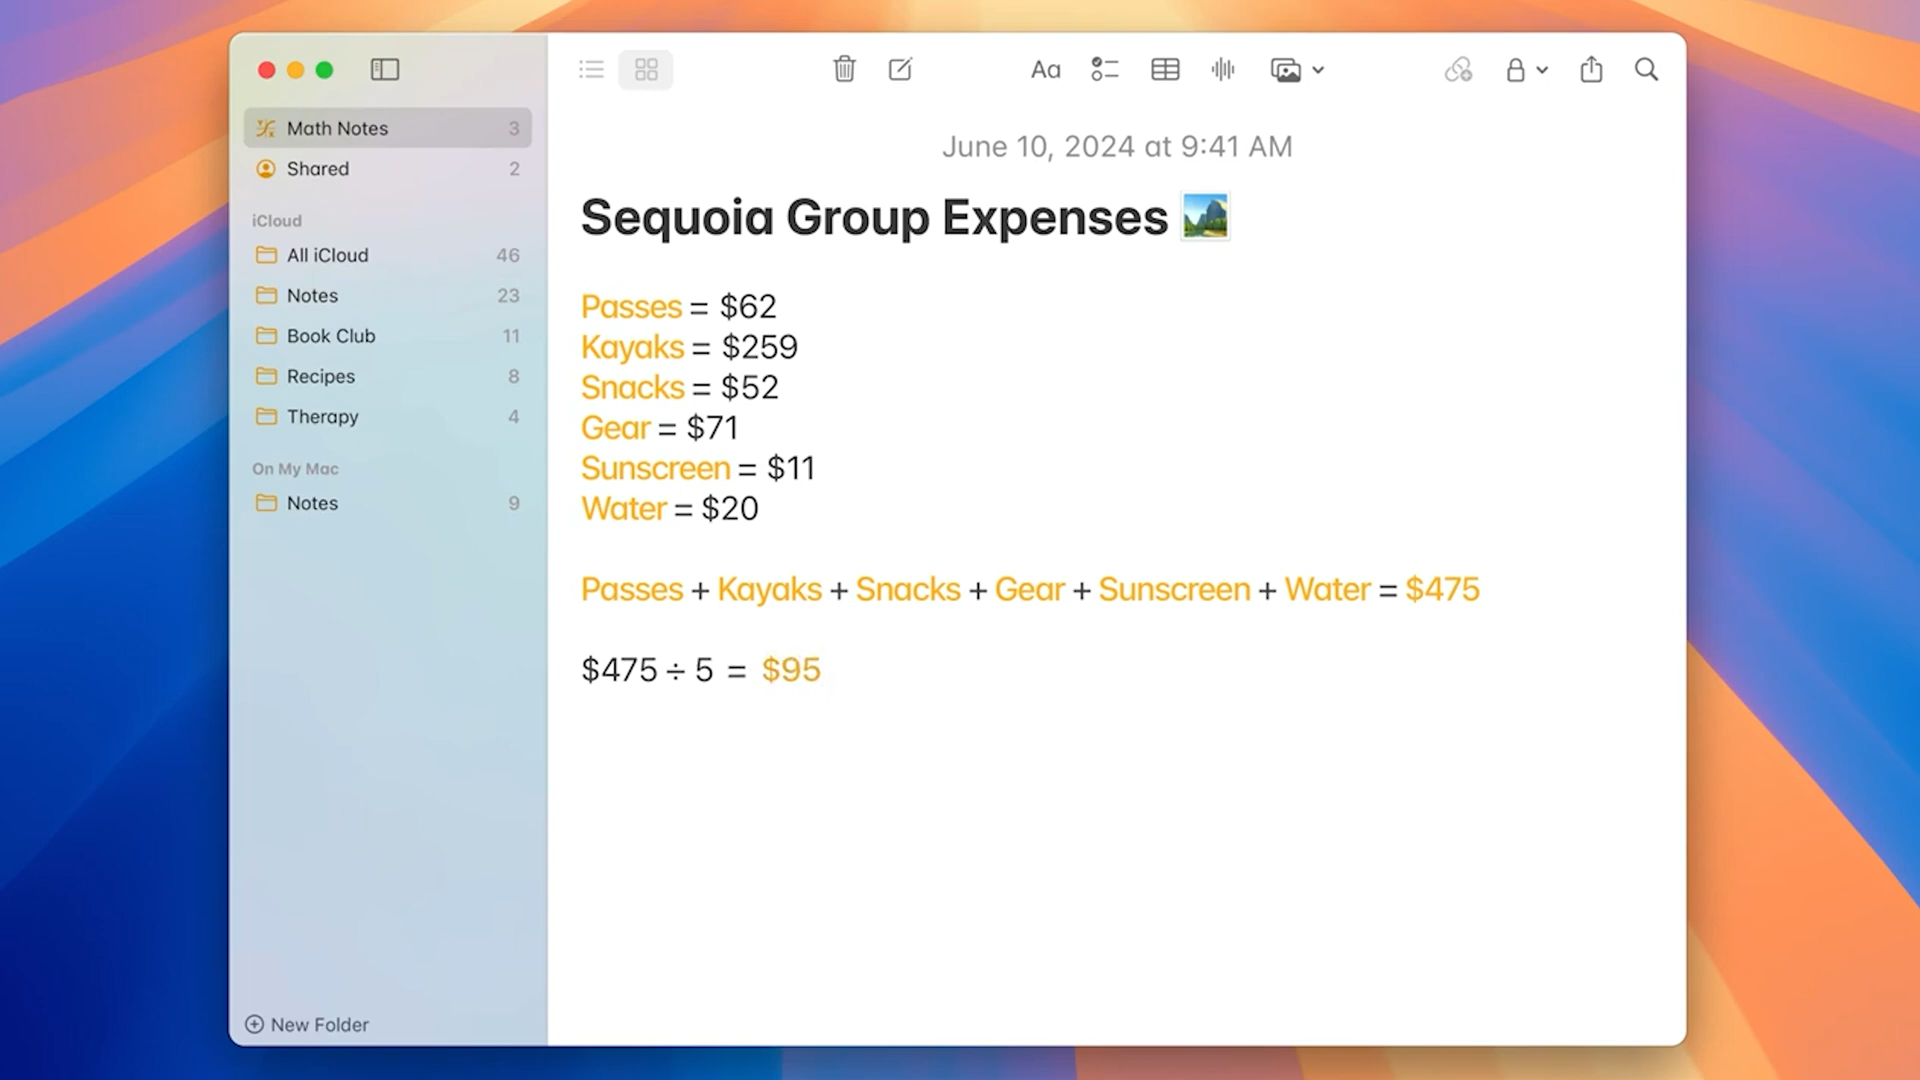 Math Notes 3
Shared 2
iCloud
All iCloud 46
Notes 23
Book Club 11
Recipes 8
Therapy 4
On My Mac
Notes 9
New Folder
Aa
June 10, 2024 at 9:41 AM
Sequoia Group Expenses
Passes = $62
Kayaks = $259
Snacks = $52
Gear = $71
Sunscreen = $11
Water = $20
Passes + Kayaks + Snacks + Gear + Sunscreen + Water = $475
$475 ÷ 5 = $95